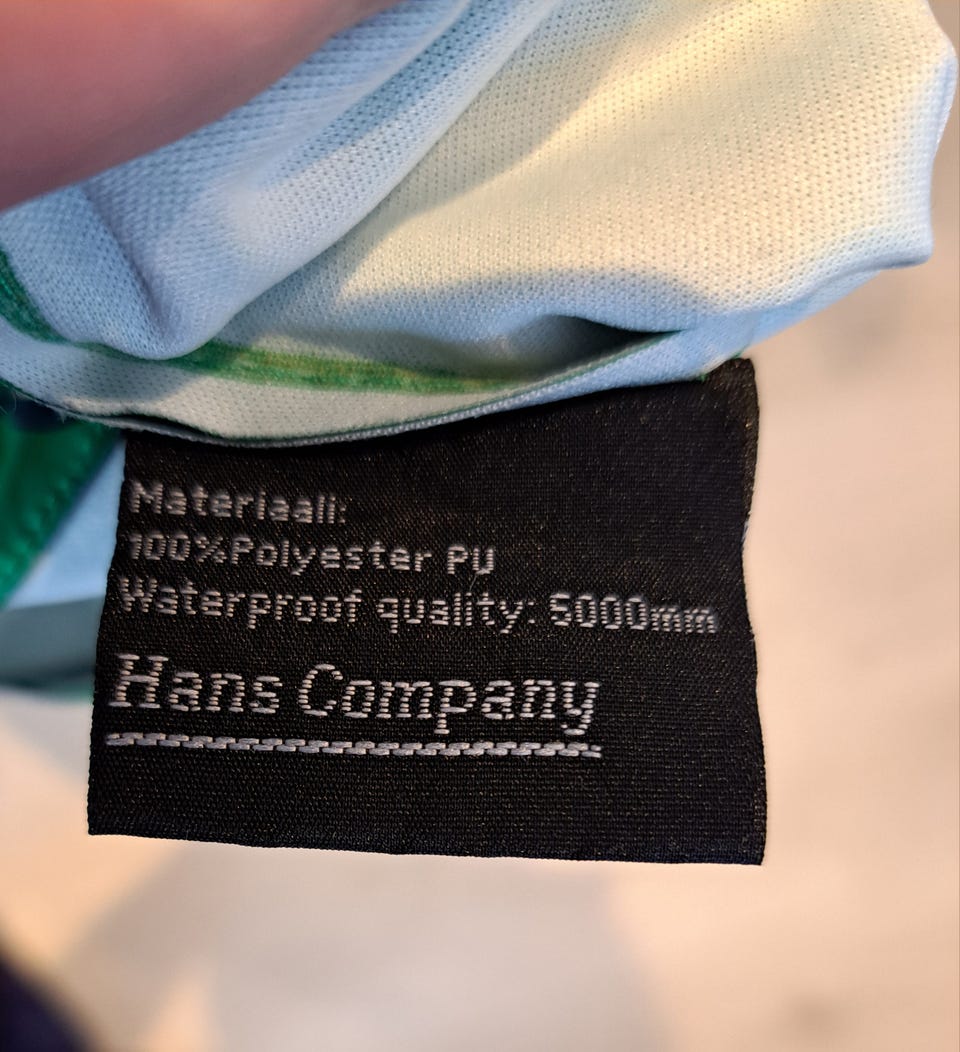 Materiaali:
100%Polyester PU
Waterproof quality: 5000mm
Hans Company